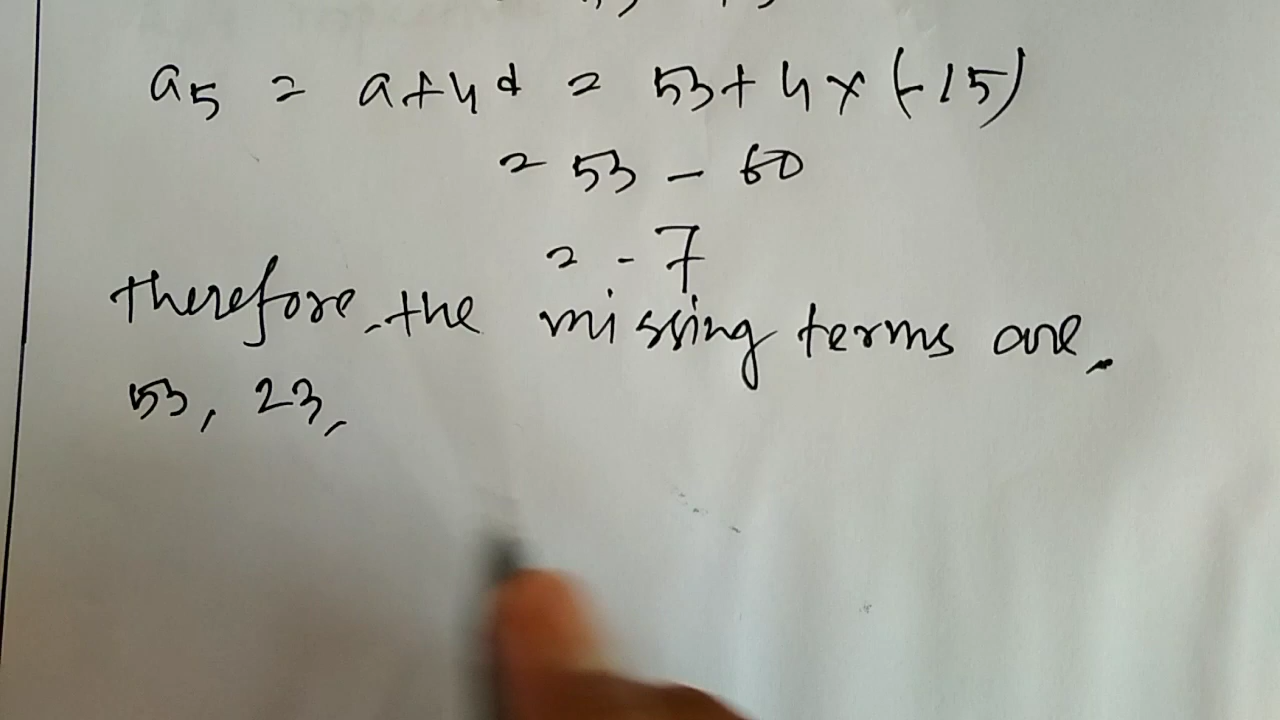 a5 = a+4d = 53+4×(-15)
= 53 - 60
= -7
therefore, the missing terms are,
53, 23,